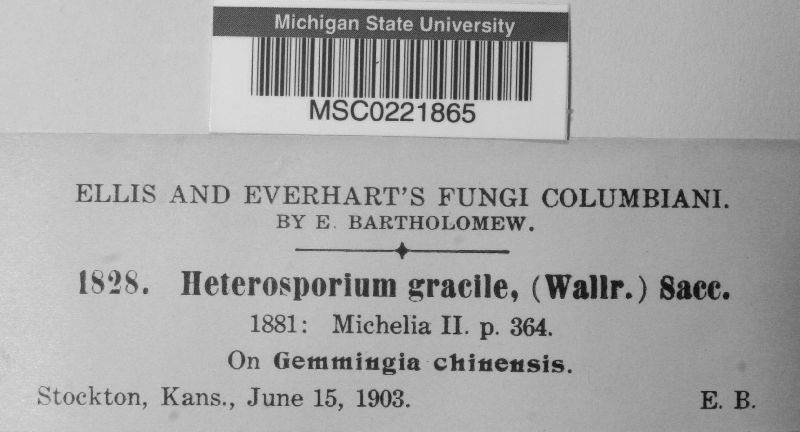 Michigan State University
MSC0221865
ELLIS AND EVERHART'S FUNGI COLUMBIANI.
BY E. BARTHOLOMEW.
1828. Heterosporium gracile, (Wallr.) Sacc.
1881: Michelia II. p. 364.
On Gemmingia chinensis.
Stockton, Kans., June 15, 1903. E. B.